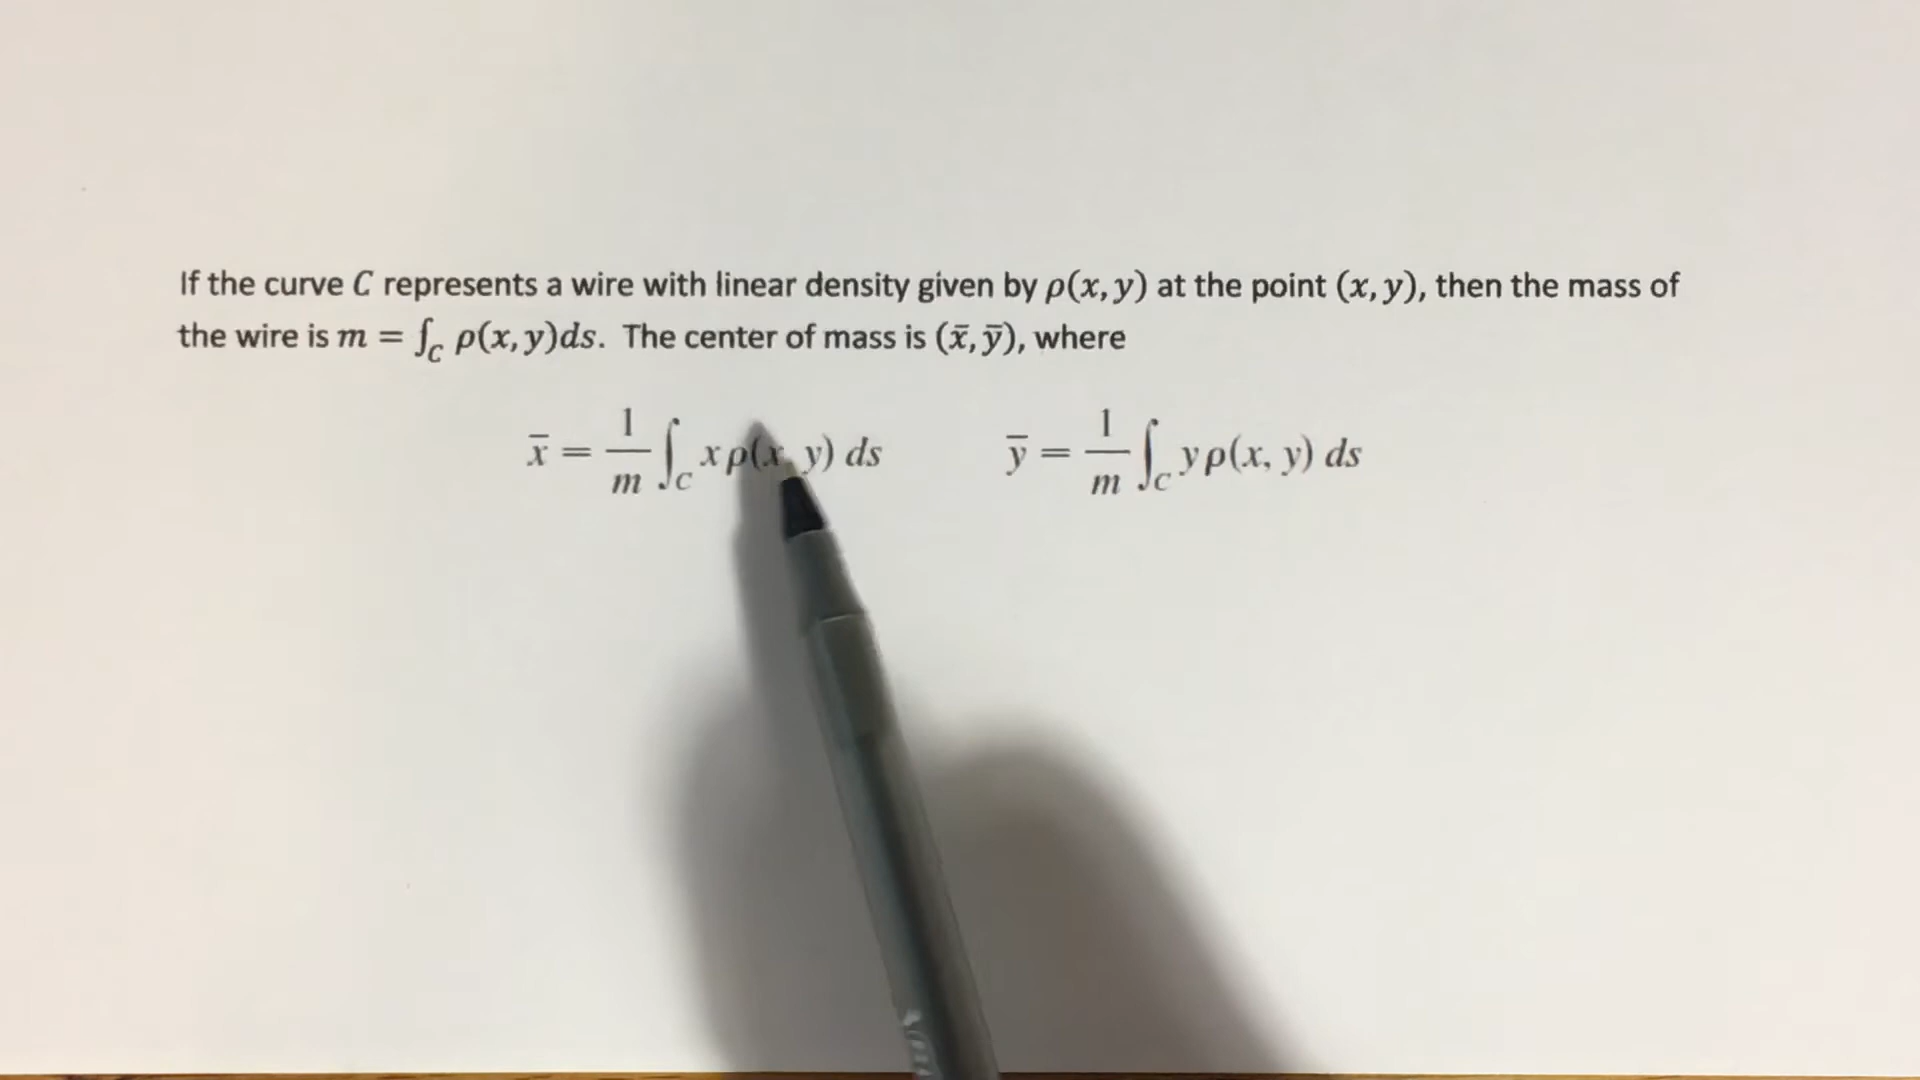 If the curve C represents a wire with linear density given by ρ(x, y) at the point (x, y), then the mass of
the wire is m = ∫_C ρ(x, y)ds. The center of mass is (x̄, ȳ), where
x̄ = 1/m ∫_C xρ(x, y) ds ȳ = 1/m ∫_C yρ(x, y) ds